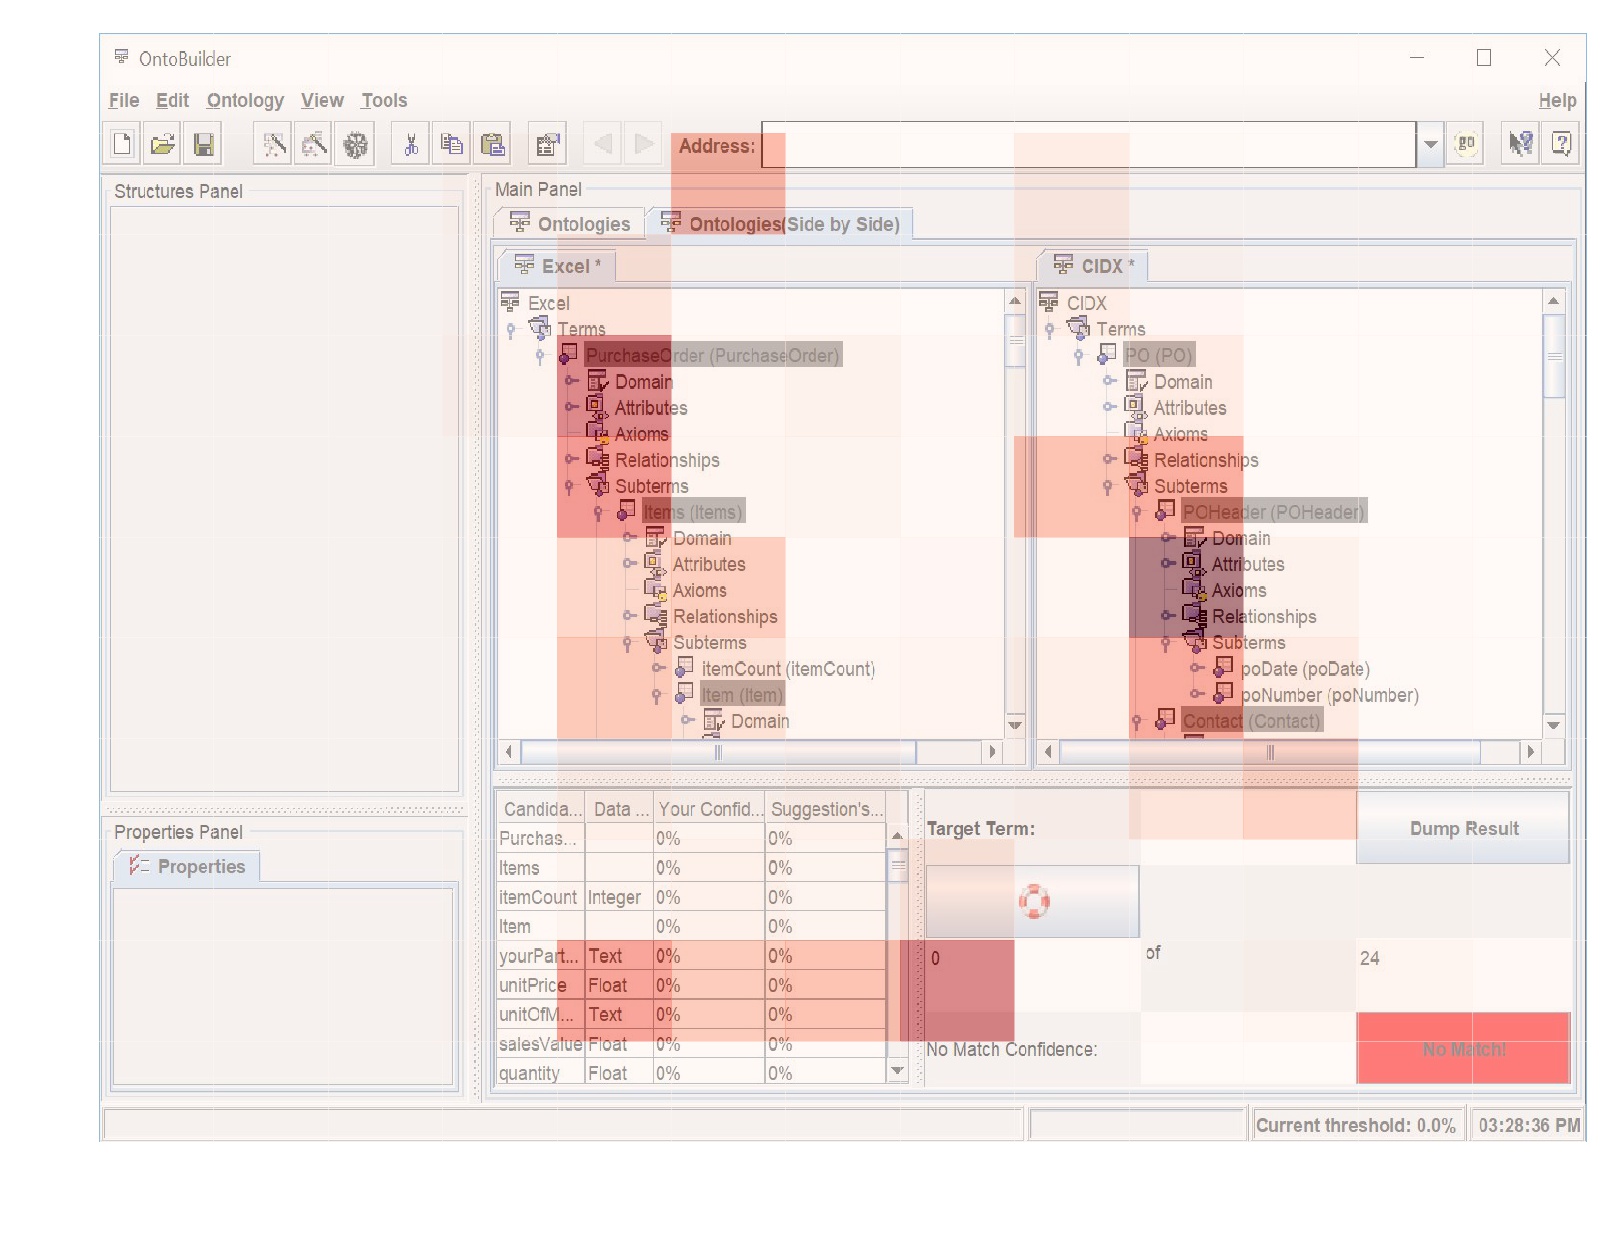 OntoBuilder
File Edit Ontology View Tools Help
Address: go
Structures Panel
Main Panel
Ontologies Ontologies(Side by Side)
Excel *
Excel
Terms
PurchaseOrder (PurchaseOrder)
Domain
Attributes
Axioms
Relationships
Subterms
Items (Items)
Domain
Attributes
Axioms
Relationships
Subterms
itemCount (itemCount)
Item (Item)
Domain
CIDX *
CIDX
Terms
PO (PO)
Domain
Attributes
Axioms
Relationships
Subterms
POHeader (POHeader)
Domain
Attributes
Axioms
Relationships
Subterms
poDate (poDate)
poNumber (poNumber)
Contact (Contact)
Properties Panel
Properties
Candida... Data ... Your Confid... Suggestion's...
Purchas... 0% 0%
Items 0% 0%
itemCount Integer 0% 0%
Item 0% 0%
yourPart... Text 0% 0%
unitPrice Float 0% 0%
unitOfM... Text 0% 0%
salesValue Float 0% 0%
quantity Float 0% 0%
Target Term: Dump Result
0 of 24
No Match Confidence: No Match!
Current threshold: 0.0% 03:28:36 PM